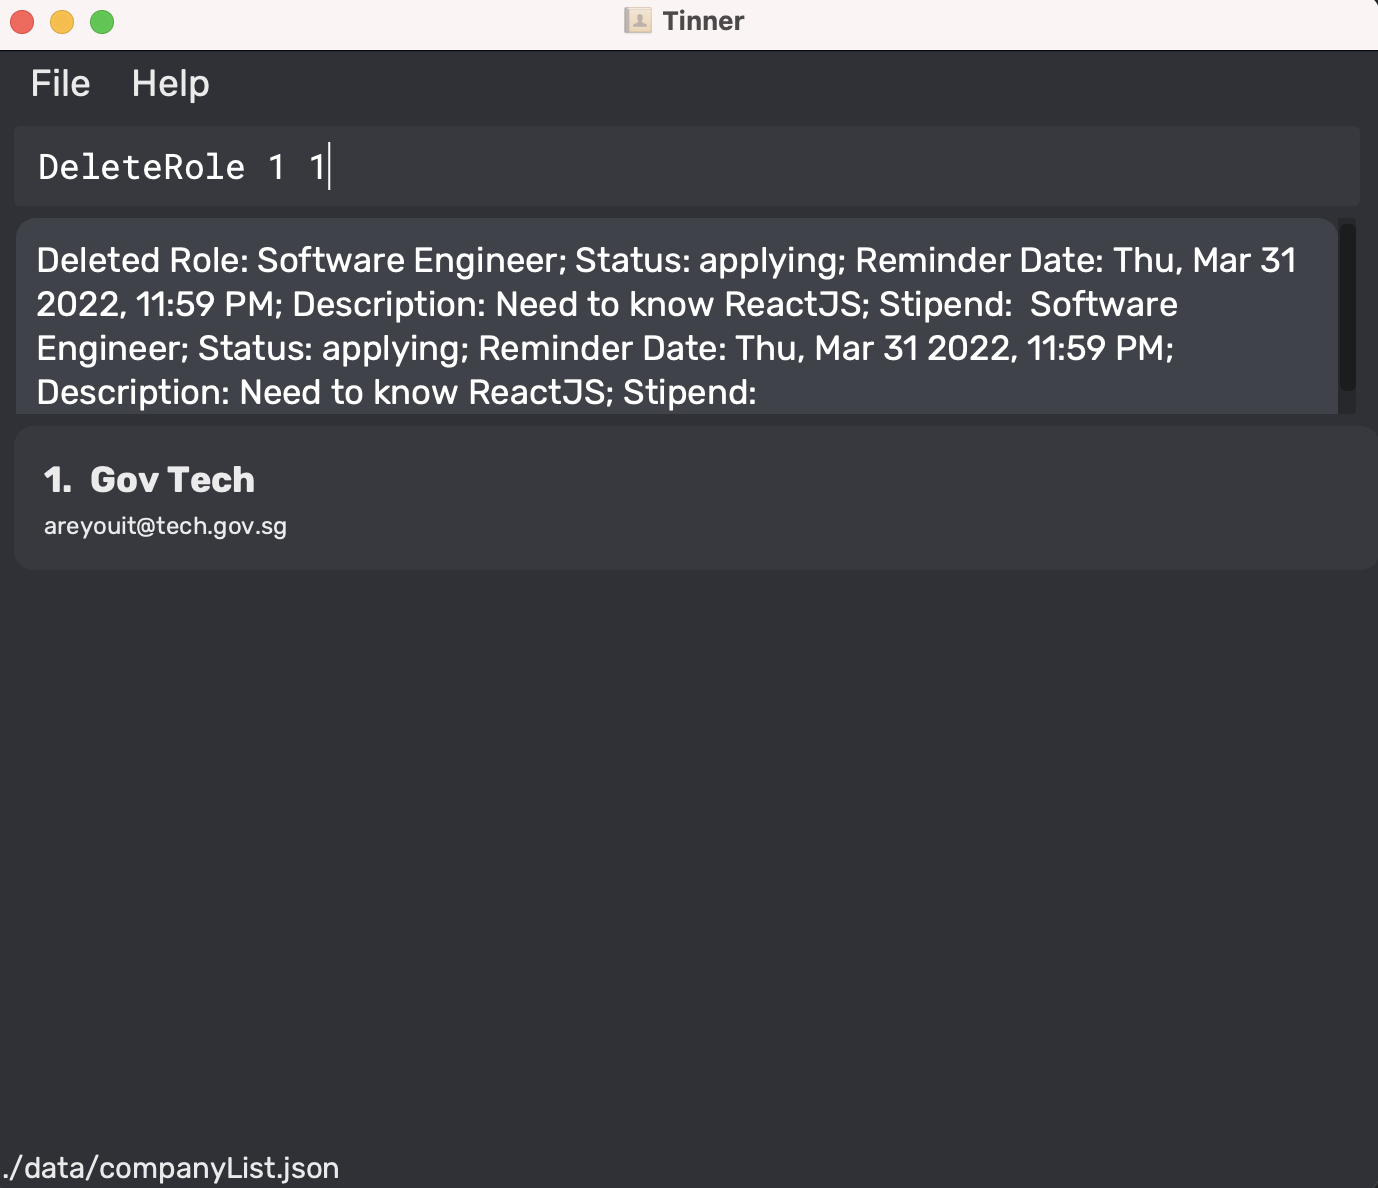 Tinner
File Help
DeleteRole 1 1
Deleted Role: Software Engineer; Status: applying; Reminder Date: Thu, Mar 31
2022, 11:59 PM; Description: Need to know ReactJS; Stipend:  Software
Engineer; Status: applying; Reminder Date: Thu, Mar 31 2022, 11:59 PM;
Description: Need to know ReactJS; Stipend:
1. Gov Tech
areyouit@tech.gov.sg
./data/companyList.json